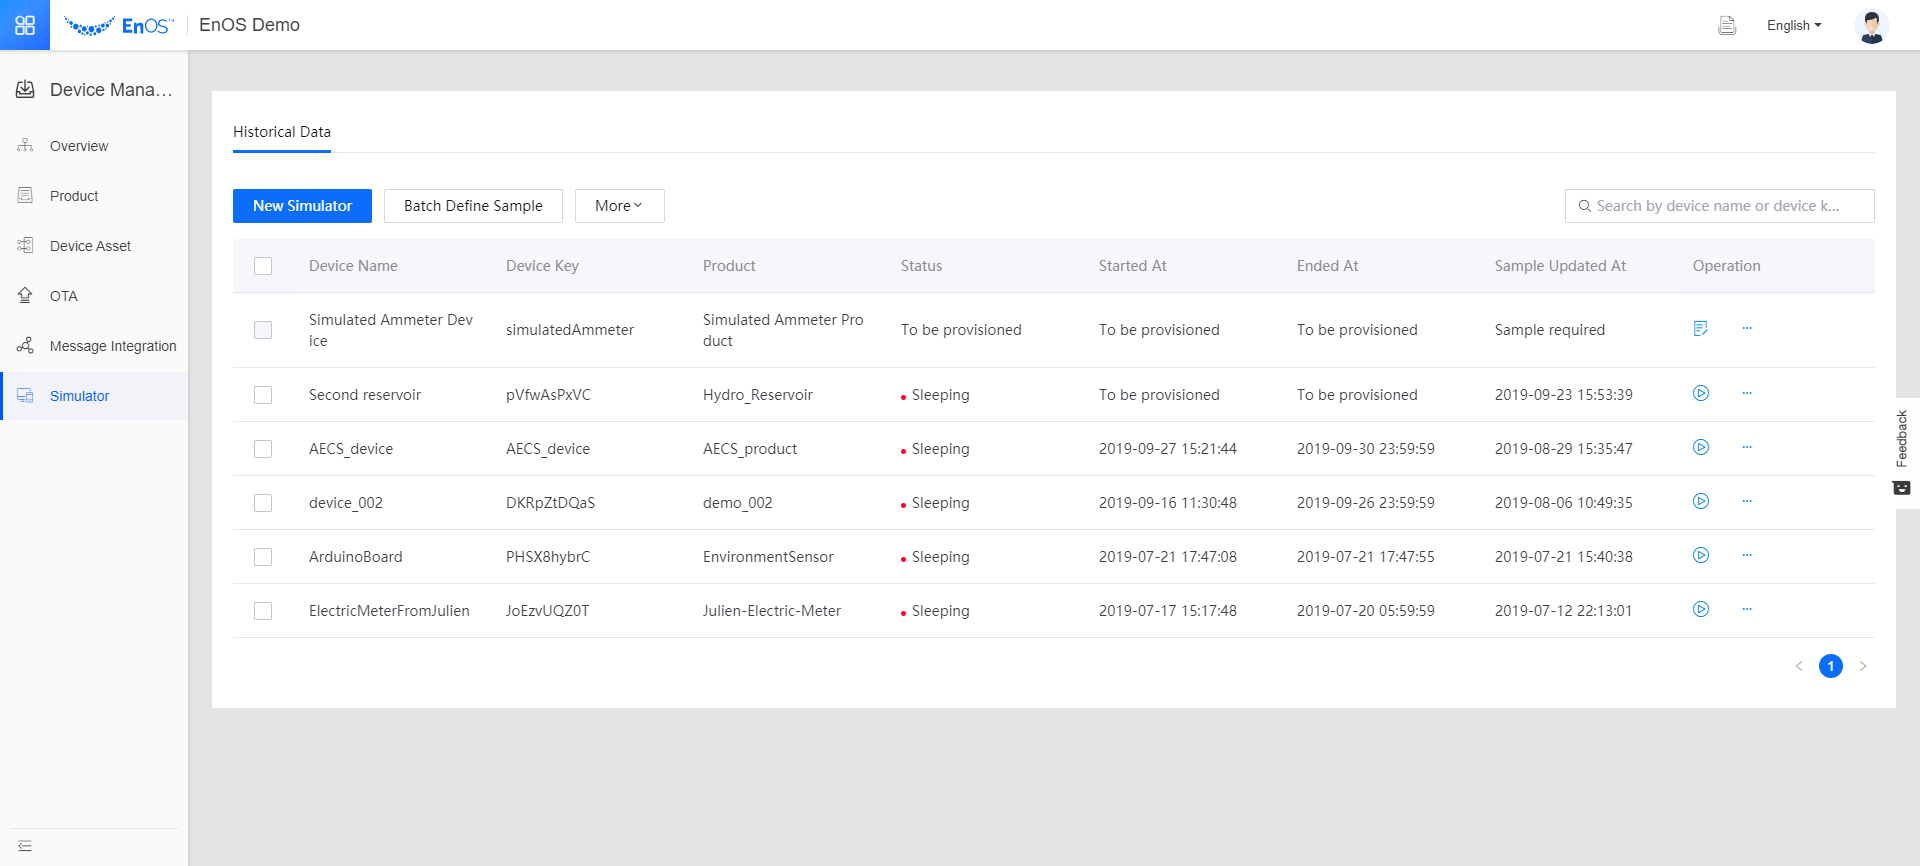 EnOS™
EnOS Demo
English
Device Mana...
Overview
Product
Device Asset
OTA
Message Integration
Simulator
Historical Data
New Simulator
Batch Define Sample
More
Search by device name or device k...
Device Name Device Key Product Status Started At Ended At Sample Updated At Operation
Simulated Ammeter Dev
ice
simulatedAmmeter
Simulated Ammeter Pro
duct
To be provisioned To be provisioned To be provisioned Sample required
Second reservoir pVfwAsPxVC Hydro_Reservoir Sleeping To be provisioned To be provisioned 2019-09-23 15:53:39
AECS_device AECS_device AECS_product Sleeping 2019-09-27 15:21:44 2019-09-30 23:59:59 2019-08-29 15:35:47
device_002 DKRpZtDQaS demo_002 Sleeping 2019-09-16 11:30:48 2019-09-26 23:59:59 2019-08-06 10:49:35
ArduinoBoard PHSX8hybrC EnvironmentSensor Sleeping 2019-07-21 17:47:08 2019-07-21 17:47:55 2019-07-21 15:40:38
ElectricMeterFromJulien JoEzvUQZ0T Julien-Electric-Meter Sleeping 2019-07-17 15:17:48 2019-07-20 05:59:59 2019-07-12 22:13:01
1
Feedback